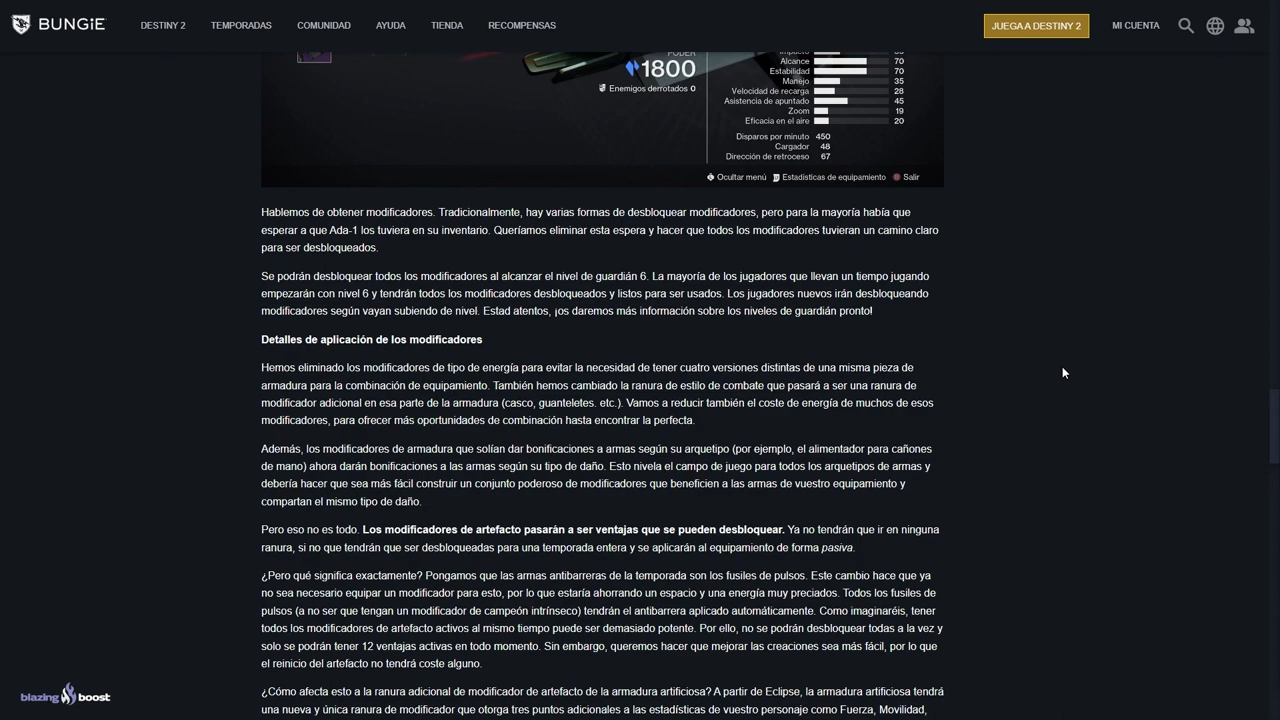 BUNGiE DESTINY 2 TEMPORADAS COMUNIDAD AYUDA TIENDA RECOMPENSAS JUEGA A DESTINY 2 MI CUENTA
PODER
1800
Enemigos derrotados 0
Alcance 70
Estabilidad 70
Manejo 35
Velocidad de recarga 28
Asistencia de apuntado 45
Zoom 19
Eficacia en el aire 20
Disparos por minuto 450
Cargador 48
Dirección de retroceso 67
Ocultar menú Estadísticas de equipamiento Salir
Hablemos de obtener modificadores. Tradicionalmente, hay varias formas de desbloquear modificadores, pero para la mayoría había que
esperar a que Ada-1 los tuviera en su inventario. Queríamos eliminar esta espera y hacer que todos los modificadores tuvieran un camino claro
para ser desbloqueados.
Se podrán desbloquear todos los modificadores al alcanzar el nivel de guardián 6. La mayoría de los jugadores que llevan un tiempo jugando
empezarán con nivel 6 y tendrán todos los modificadores desbloqueados y listos para ser usados. Los jugadores nuevos irán desbloqueando
modificadores según vayan subiendo de nivel. Estad atentos, ¡os daremos más información sobre los niveles de guardián pronto!
Detalles de aplicación de los modificadores
Hemos eliminado los modificadores de tipo de energía para evitar la necesidad de tener cuatro versiones distintas de una misma pieza de
armadura para la combinación de equipamiento. También hemos cambiado la ranura de estilo de combate que pasará a ser una ranura de
modificador adicional en esa parte de la armadura (casco, guanteletes. etc.). Vamos a reducir también el coste de energía de muchos de esos
modificadores, para ofrecer más oportunidades de combinación hasta encontrar la perfecta.
Además, los modificadores de armadura que solían dar bonificaciones a armas según su arquetipo (por ejemplo, el alimentador para cañones
de mano) ahora darán bonificaciones a las armas según su tipo de daño. Esto nivela el campo de juego para todos los arquetipos de armas y
debería hacer que sea más fácil construir un conjunto poderoso de modificadores que beneficien a las armas de vuestro equipamiento y
compartan el mismo tipo de daño.
Pero eso no es todo. Los modificadores de artefacto pasarán a ser ventajas que se pueden desbloquear. Ya no tendrán que ir en ninguna
ranura, si no que tendrán que ser desbloqueadas para una temporada entera y se aplicarán al equipamiento de forma pasiva.
¿Pero qué significa exactamente? Pongamos que las armas antibarreras de la temporada son los fusiles de pulsos. Este cambio hace que ya
no sea necesario equipar un modificador para esto, por lo que estaría ahorrando un espacio y una energía muy preciados. Todos los fusiles de
pulsos (a no ser que tengan un modificador de campeón intrínseco) tendrán el antibarrera aplicado automáticamente. Como imaginaréis, tener
todos los modificadores de artefacto activos al mismo tiempo puede ser demasiado potente. Por ello, no se podrán desbloquear todas a la vez y
solo se podrán tener 12 ventajas activas en todo momento. Sin embargo, queremos hacer que mejorar las creaciones sea más fácil, por lo que
el reinicio del artefacto no tendrá coste alguno.
¿Cómo afecta esto a la ranura adicional de modificador de artefacto de la armadura artificiosa? A partir de Eclipse, la armadura artificiosa tendrá
una nueva y única ranura de modificador que otorga tres puntos adicionales a las estadísticas de vuestro personaje como Fuerza, Movilidad,
blazing boost